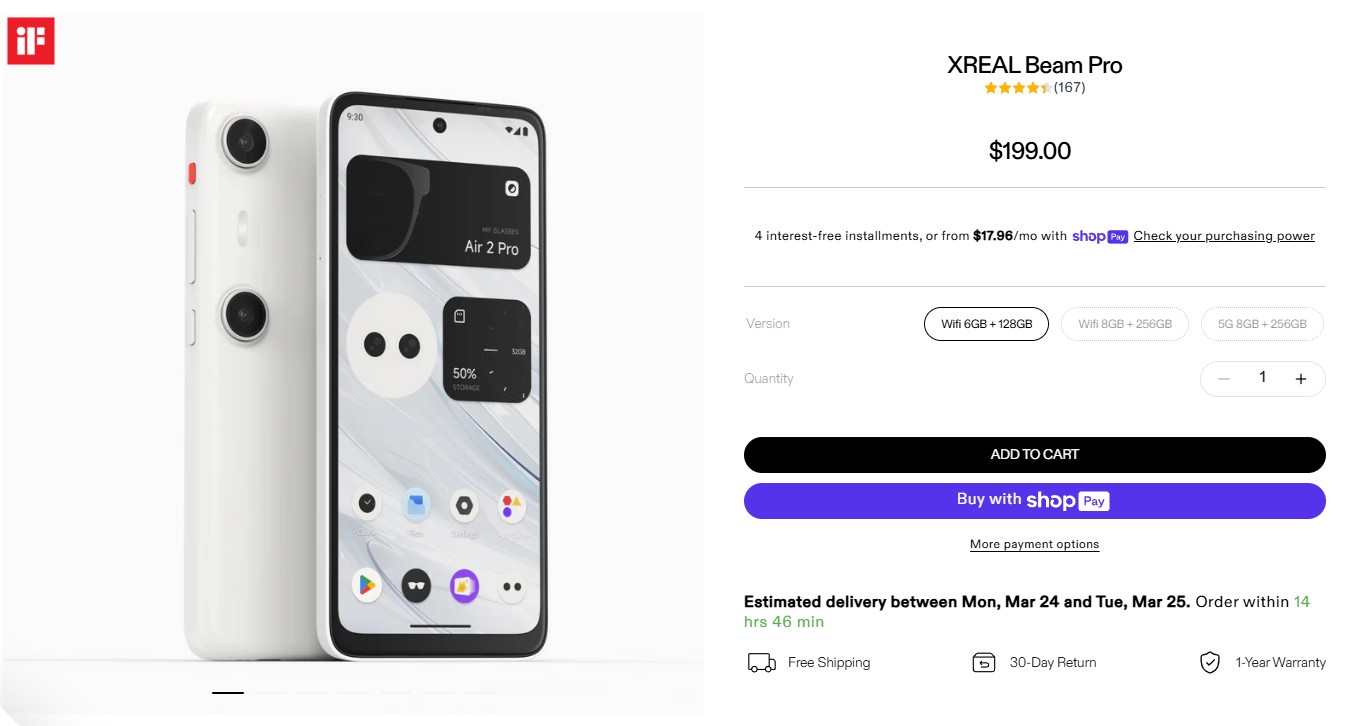 iF
9:30
MY GLASSES
Air 2 Pro
32GB
50%
STORAGE
Clock
Files
Settings
XREAL Beam Pro
(167)
$199.00
4 interest-free installments, or from $17.96/mo with shop Pay Check your purchasing power
Version
Wifi 6GB + 128GB
Wifi 8GB + 256GB
5G 8GB + 256GB
Quantity
1
ADD TO CART
Buy with shop Pay
More payment options
Estimated delivery between Mon, Mar 24 and Tue, Mar 25. Order within 14
hrs 46 min
Free Shipping
30-Day Return
1-Year Warranty